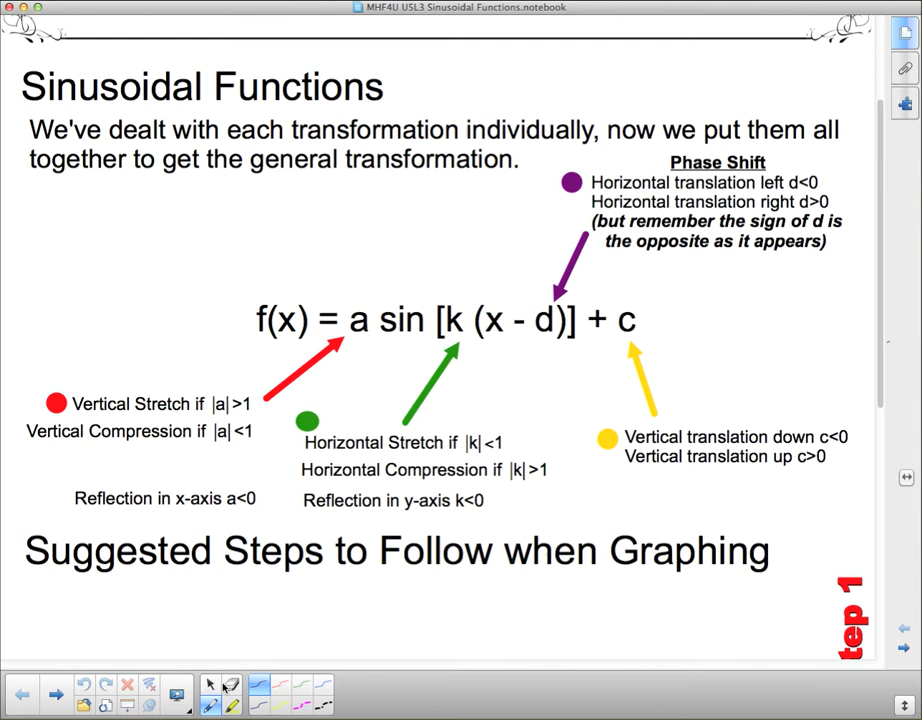 MHF4U U5L3 Sinusoidal Functions.notebook
Sinusoidal Functions
We've dealt with each transformation individually, now we put them all
together to get the general transformation.
Phase Shift
Horizontal translation left d<0
Horizontal translation right d>0
(but remember the sign of d is
the opposite as it appears)
f(x) = a sin [k (x - d)] + c
Vertical Stretch if |a|>1
Vertical Compression if |a|<1
Reflection in x-axis a<0
Horizontal Stretch if |k|<1
Horizontal Compression if |k|>1
Reflection in y-axis k<0
Vertical translation down c<0
Vertical translation up c>0
Suggested Steps to Follow when Graphing
tep 1